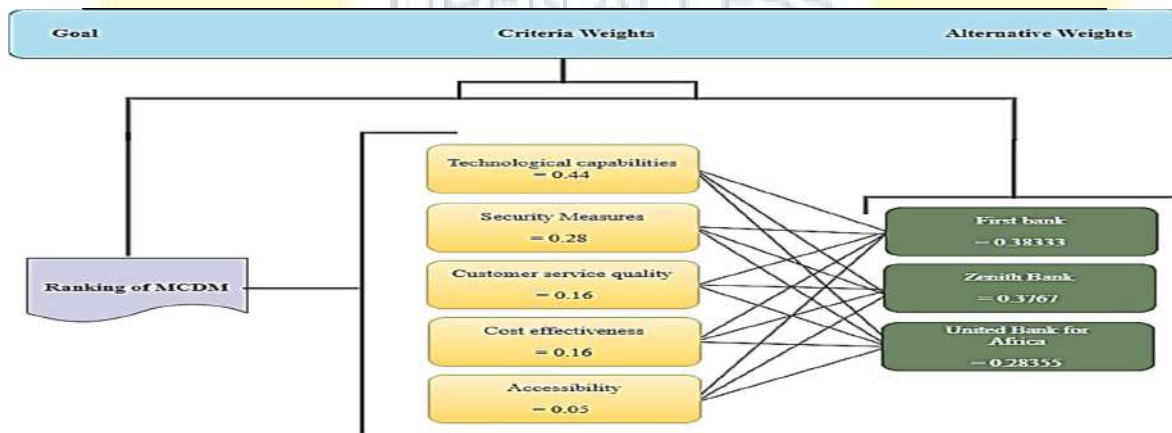 OPEN ACCESS
Goal Criteria Weights Alternative Weights
Technological capabilities
= 0.44
Security Measures
= 0.28
Customer service quality
= 0.16
Cost effectiveness
= 0.16
Accessibility
= 0.05
Ranking of MCDM
First bank
= 0.38333
Zenith Bank
= 0.3767
United Bank for
Africa
= 0.28355